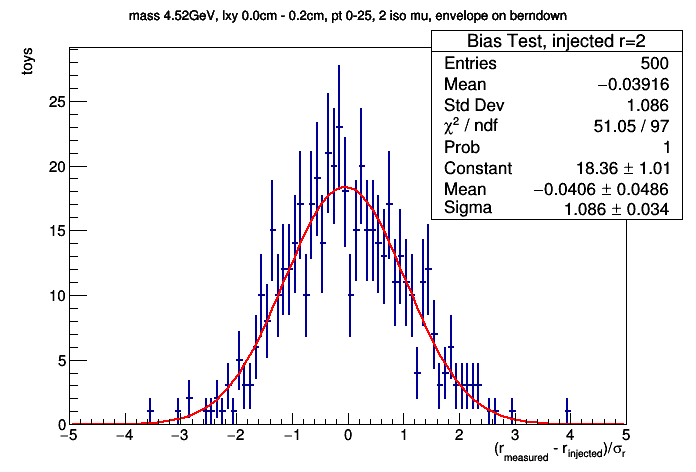 mass 4.52GeV, lxy 0.0cm - 0.2cm, pt 0-25, 2 iso mu, envelope on berndown
toys
Bias Test, injected r=2
Entries 500
Mean −0.03916
Std Dev 1.086
χ² / ndf 51.05 / 97
Prob 1
Constant 18.36 ± 1.01
Mean −0.0406 ± 0.0486
Sigma 1.086 ± 0.034
25
20
15
10
5
0
−5 −4 −3 −2 −1 0 1 2 3 4 5
(r_measured - r_injected)/σ_r